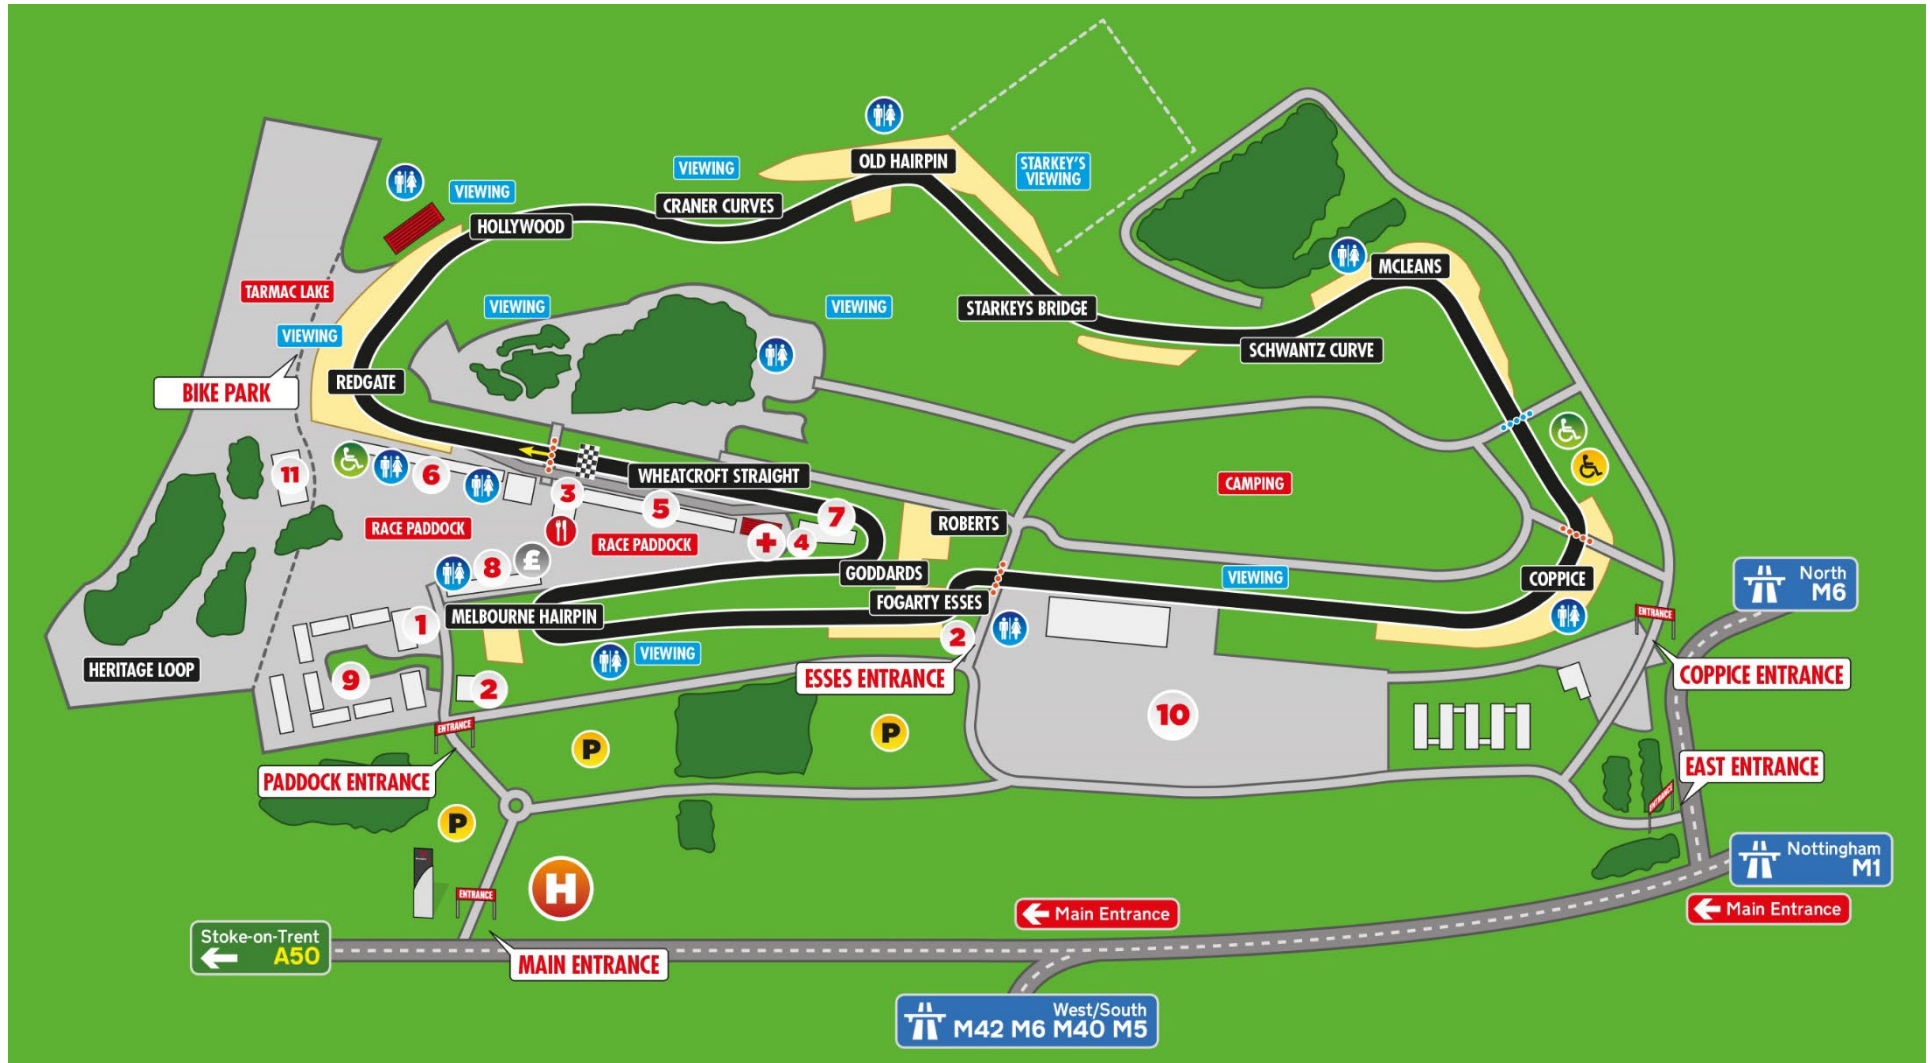 OLD HAIRPIN
VIEWING
STARKEY'S
VIEWING
VIEWING
CRANER CURVES
HOLLYWOOD
MCLEANS
TARMAC LAKE
VIEWING
VIEWING
STARKEYS BRIDGE
VIEWING
SCHWANTZ CURVE
REDGATE
BIKE PARK
WHEATCROFT STRAIGHT
11
6
3
5
7
4
CAMPING
RACE PADDOCK
RACE PADDOCK
ROBERTS
8
£
GODDARDS
VIEWING
COPPICE
North
M6
FOGARTY ESSES
MELBOURNE HAIRPIN
ENTRANCE
1
2
VIEWING
HERITAGE LOOP
ESSES ENTRANCE
COPPICE ENTRANCE
9
2
10
ENTRANCE
P
P
PADDOCK ENTRANCE
EAST ENTRANCE
ENTRANCE
P
Nottingham
M1
H
ENTRANCE
Main Entrance
Main Entrance
Stoke-on-Trent
A50
MAIN ENTRANCE
West/South
M42 M6 M40 M5